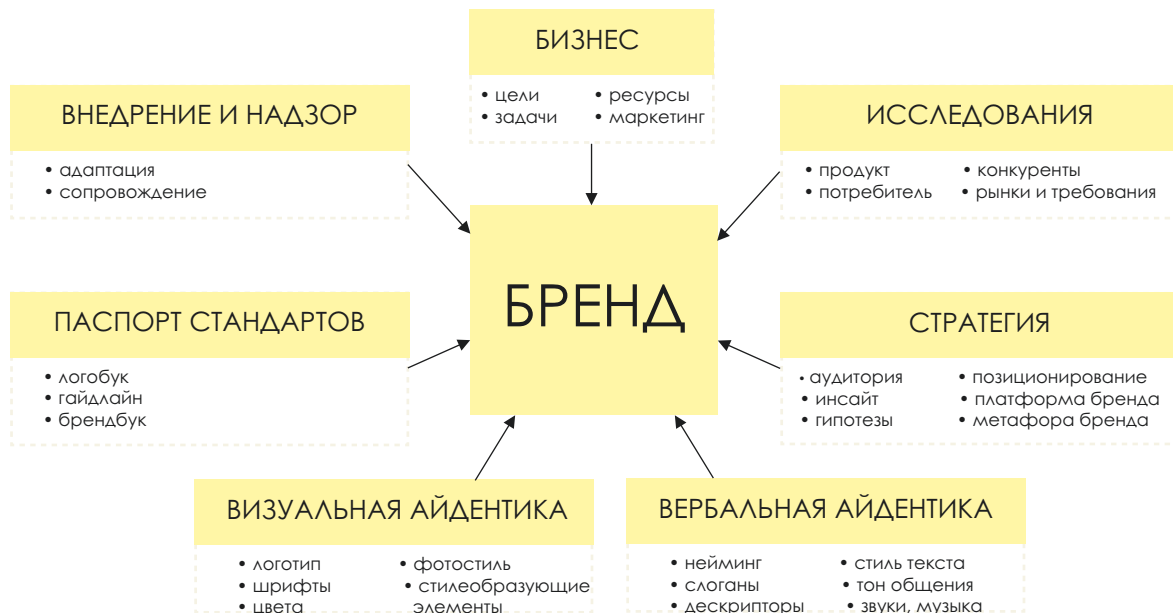 БИЗНЕС
• цели • ресурсы
• задачи • маркетинг
ВНЕДРЕНИЕ И НАДЗОР
• адаптация
• сопровождение
ИССЛЕДОВАНИЯ
• продукт • конкуренты
• потребитель • рынки и требования
БРЕНД
ПАСПОРТ СТАНДАРТОВ
• логобук
• гайдлайн
• брендбук
СТРАТЕГИЯ
• аудитория • позиционирование
• инсайт • платформа бренда
• гипотезы • метафора бренда
ВИЗУАЛЬНАЯ АЙДЕНТИКА
• логотип • фотостиль
• шрифты • стилеобразующие
• цвета элементы
ВЕРБАЛЬНАЯ АЙДЕНТИКА
• нейминг • стиль текста
• слоганы • тон общения
• дескрипторы • звуки, музыка